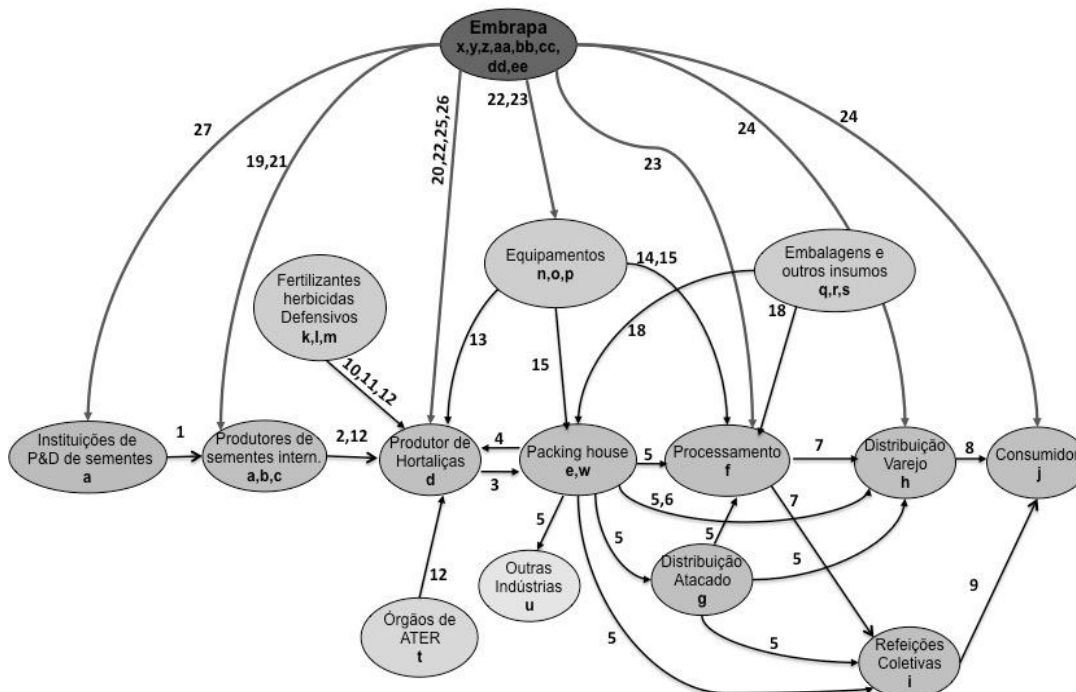 Embrapa
x,y,z,aa,bb,cc,
dd,ee
27
19,21
20,22,25,26
22,23
23
24
24
Equipamentos
n,o,p
14,15
Embalagens e
outros insumos
q,r,s
Fertilizantes
herbicidas
Defensivos
k,l,m
13
15
18
18
10,11,12
Instituições de
P&D de sementes
a
1
Produtores de
sementes intern.
a,b,c
2,12
Produtor de
Hortaliças
d
4
3
Packing house
e,w
5
Processamento
f
7
Distribuição
Varejo
h
8
Consumidor
j
5,6
7
5
5
5
5
Distribuição
Atacado
g
Outras
Indústrias
u
12
Órgãos de
ATER
t
5
5
9
Refeições
Coletivas
i